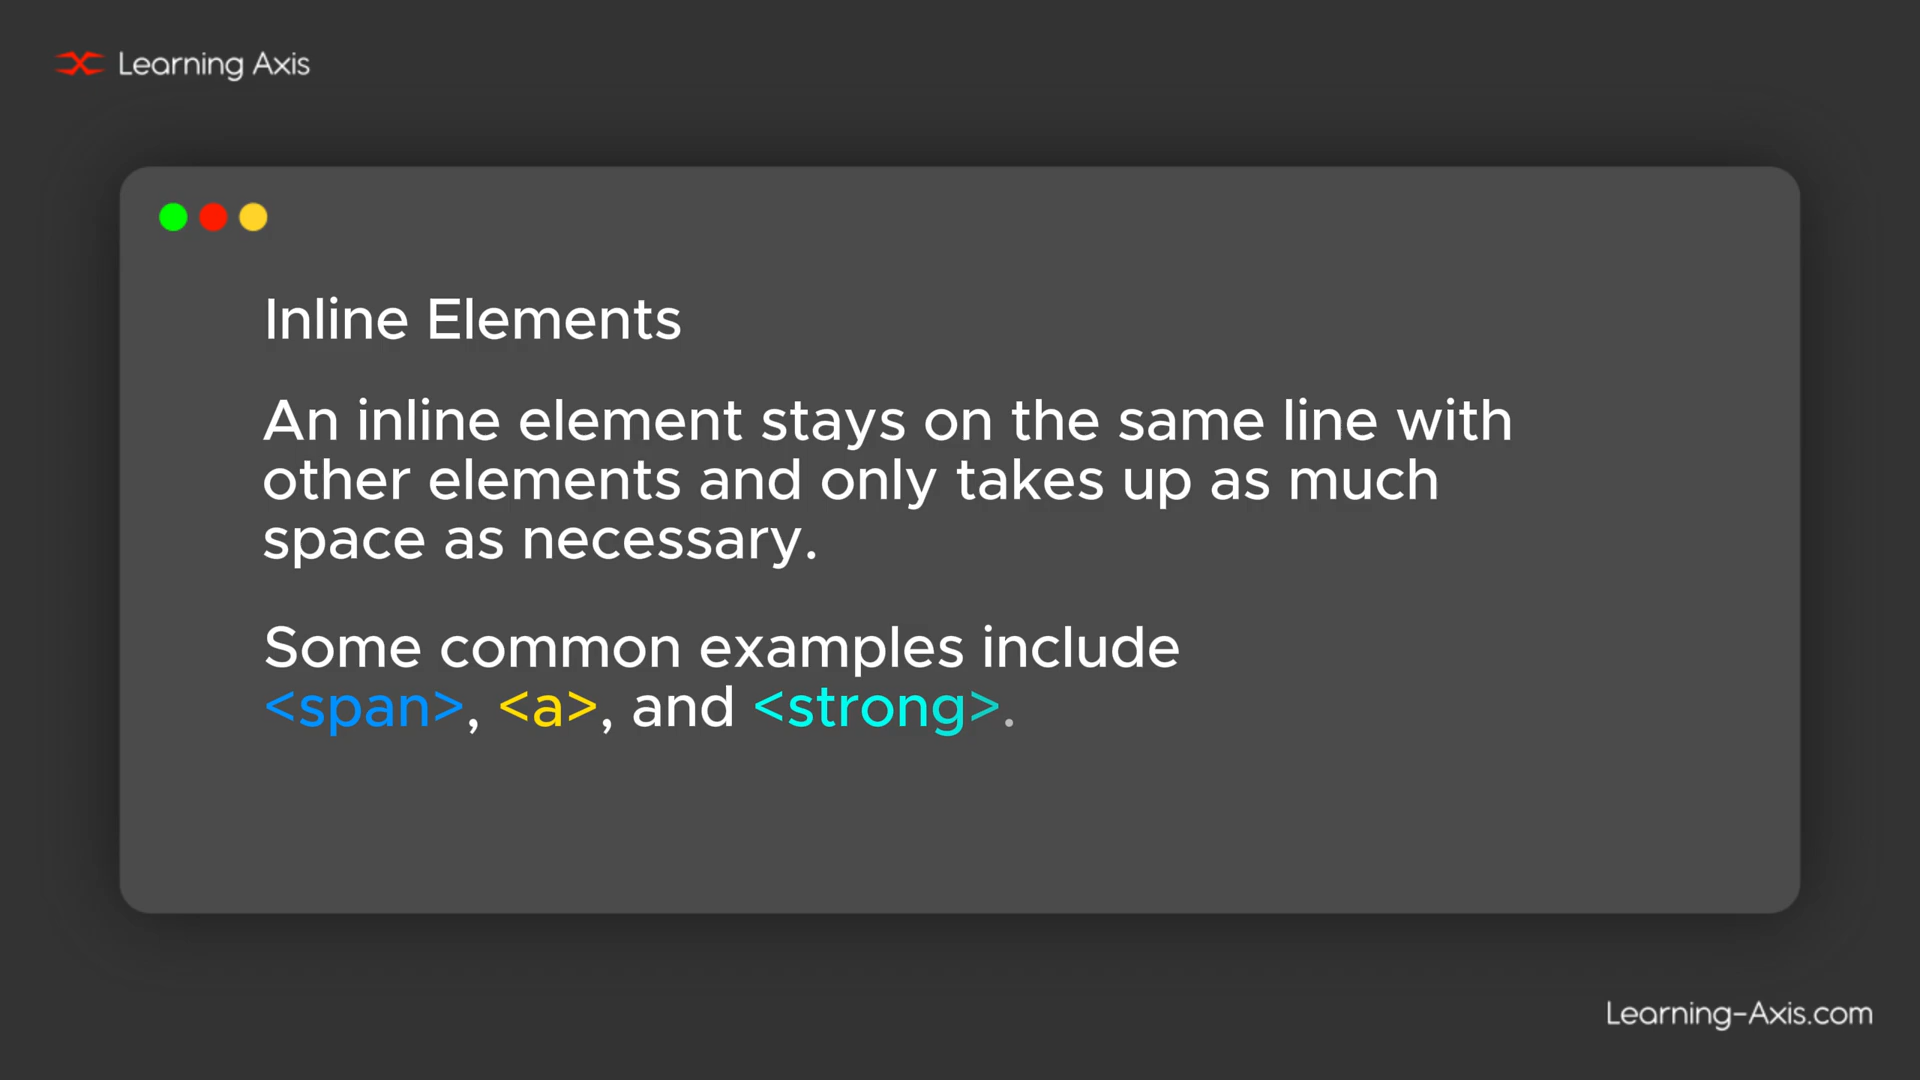 Learning Axis
Inline Elements
An inline element stays on the same line with
other elements and only takes up as much
space as necessary.
Some common examples include
<span>, <a>, and <strong>.
Learning-Axis.com